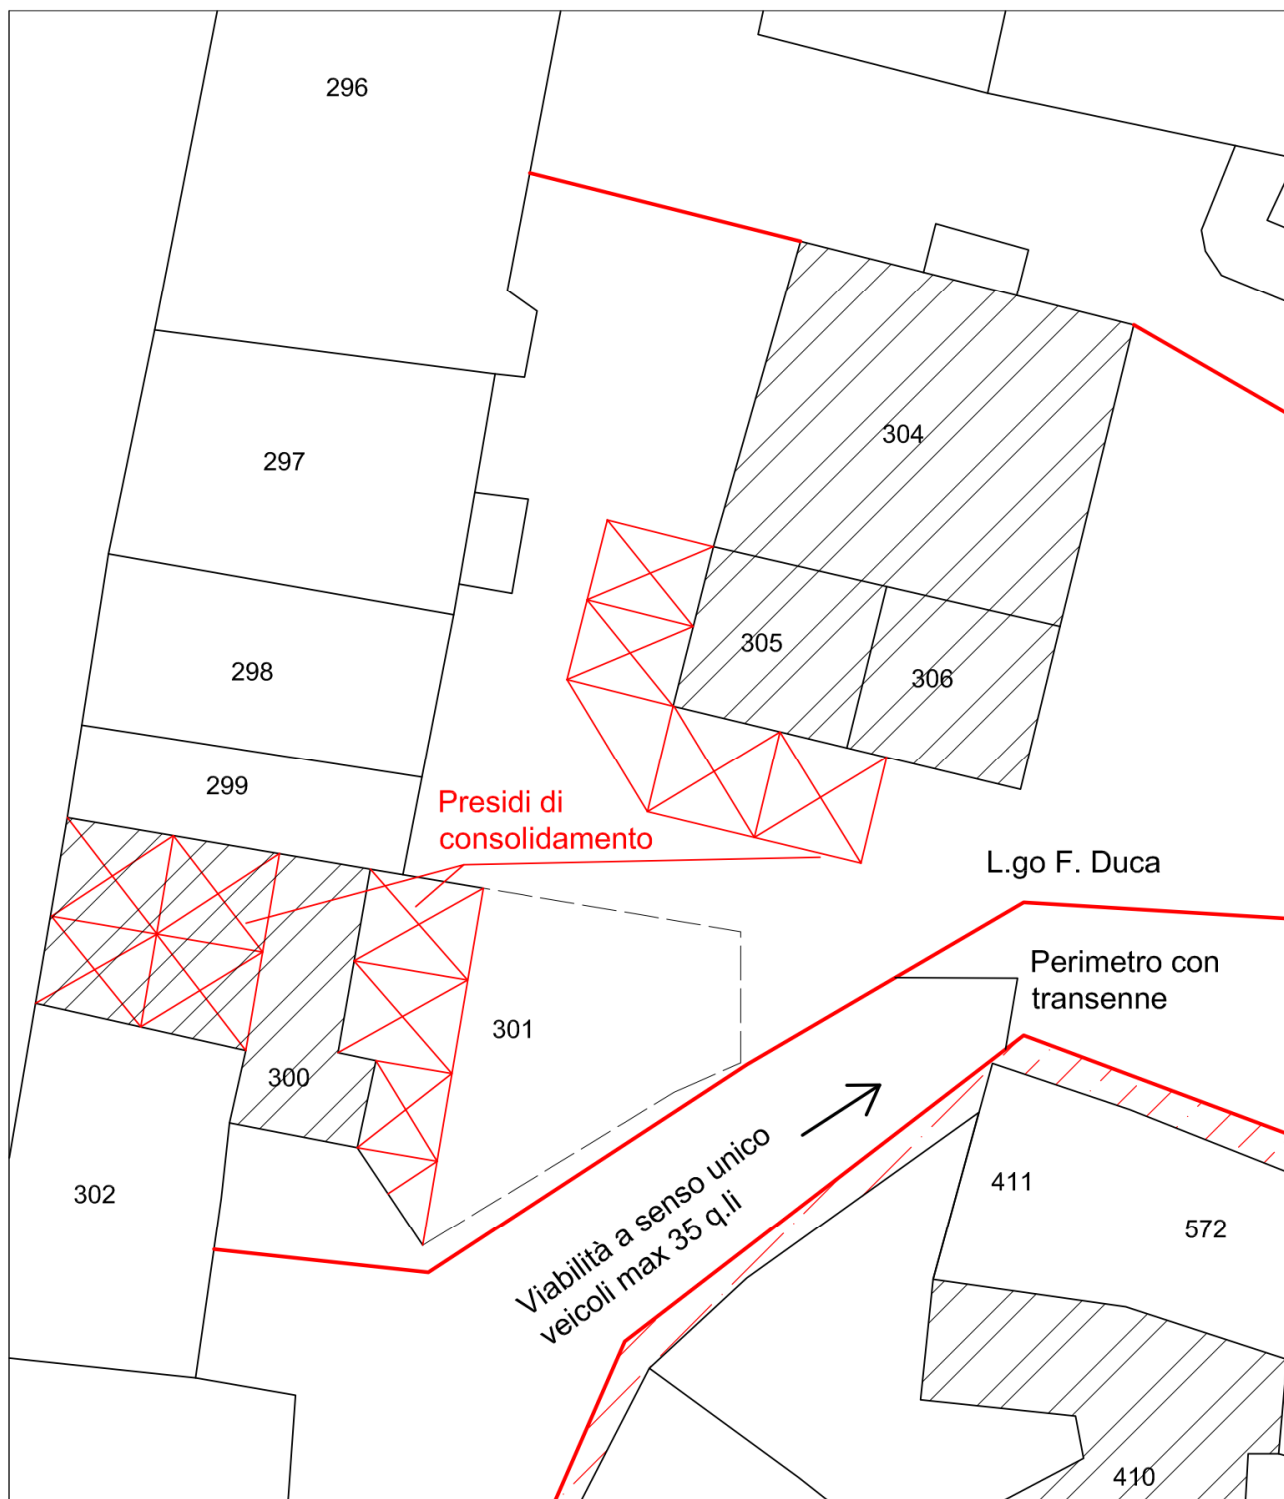 296
304
297
305
306
298
299
Presidi di
consolidamento
L.go F. Duca
Perimetro con
transenne
301
300
Viabilità a senso unico
veicoli max 35 q.li
302
411
572
410